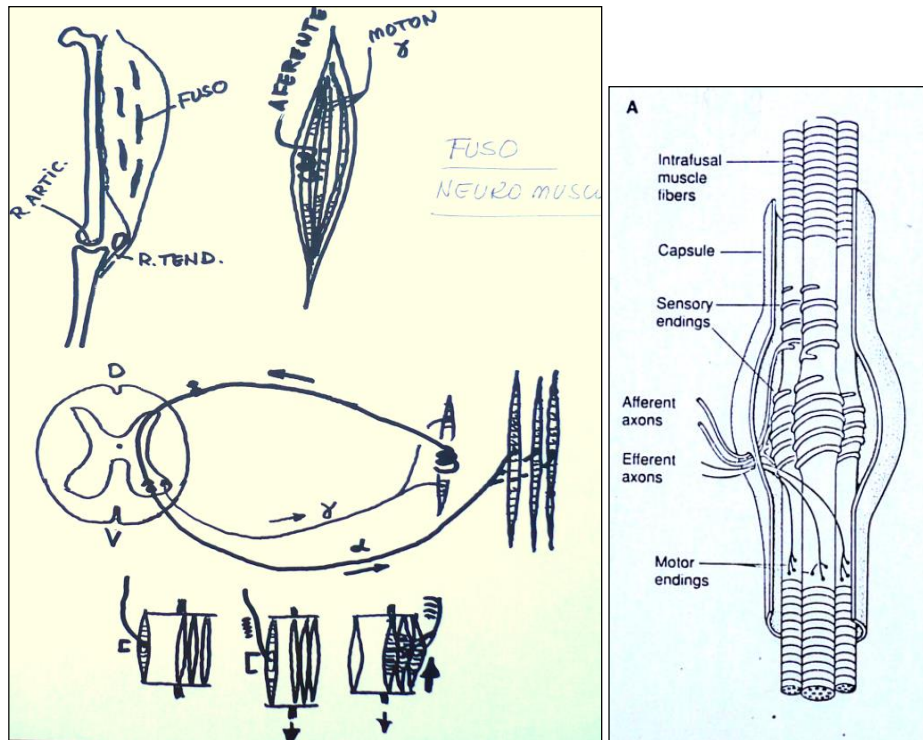 FUSO
R. ARTIC.
R. TEND.
AFERENTE
MOTON
γ
FUSO
NEURO MUSCU
D
V
γ
α
A
Intrafusal
muscle
fibers
Capsule
Sensory
endings
Afferent
axons
Efferent
axons
Motor
endings